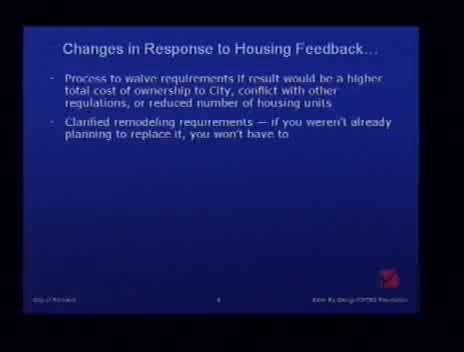 Changes in Response to Housing Feedback...
- Process to waive requirements if result would be a higher
total cost of ownership to City, conflict with other
regulations, or reduced number of housing units
- Clarified remodeling requirements — if you weren't already
planning to replace it, you won't have to
City of